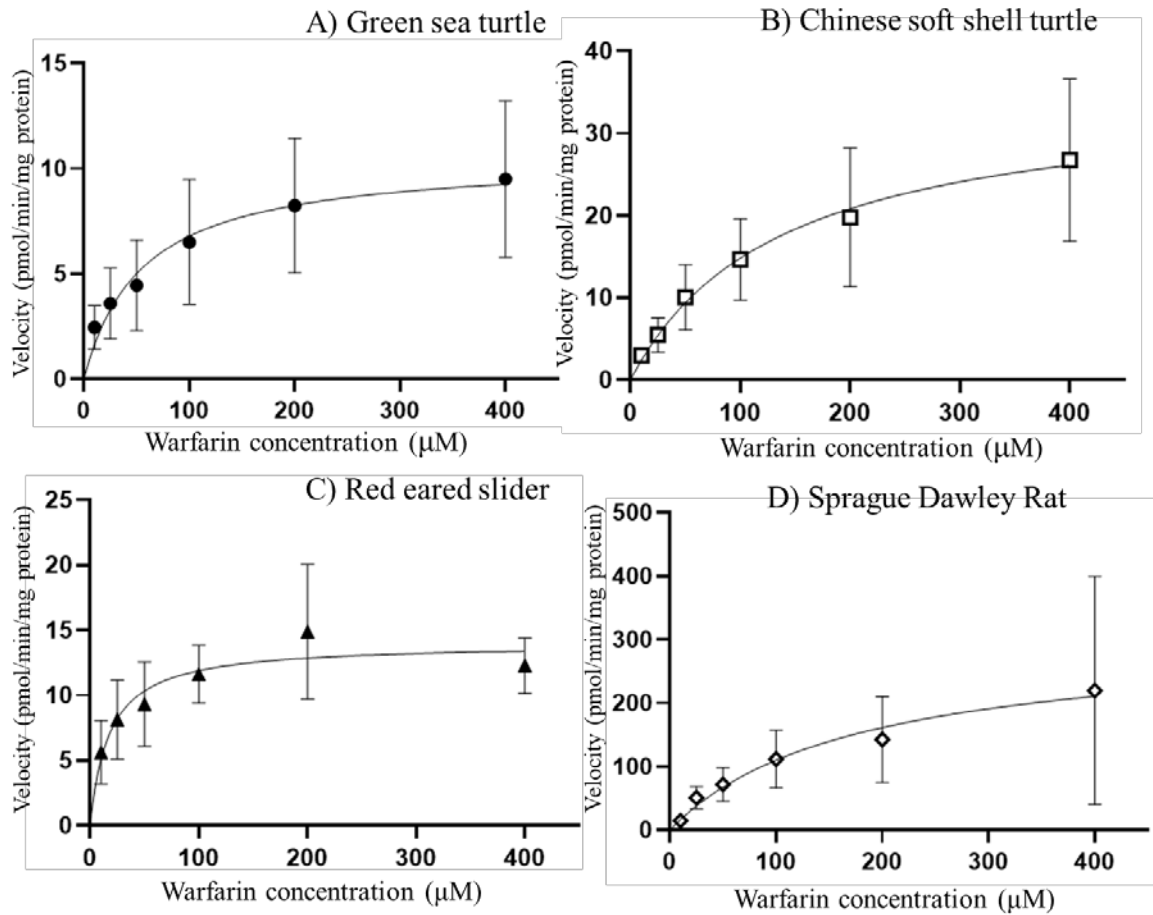 A) Green sea turtle
Velocity (pmol/min/mg protein)
15
10
5
0
0 100 200 300 400
Warfarin concentration (μM)
B) Chinese soft shell turtle
Velocity (pmol/min/mg protein)
40
30
20
10
0
0 100 200 300 400
Warfarin concentration (μM)
C) Red eared slider
Velocity (pmol/min/mg protein)
25
20
15
10
5
0
0 100 200 300 400
Warfarin concentration (μM)
D) Sprague Dawley Rat
Velocity (pmol/min/mg protein)
500
400
300
200
100
0
0 100 200 300 400
Warfarin concentration (μM)